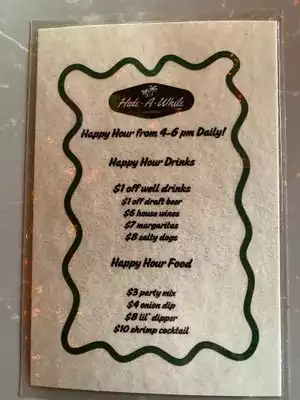 Hide-A-While
Happy Hour from 4-6 pm Daily!
Happy Hour Drinks
$1 off well drinks
$1 off draft beer
$6 house wines
$7 margaritas
$8 salty dogs
Happy Hour Food
$3 party mix
$4 onion dip
$8 lil' dipper
$10 shrimp cocktail